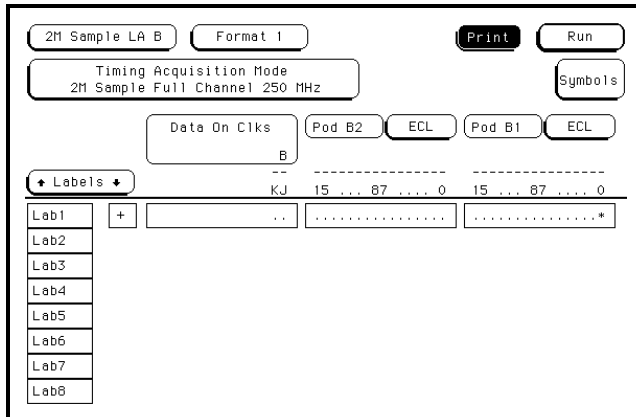 2M Sample LA B Format 1 Print Run
Timing Acquisition Mode
2M Sample Full Channel 250 MHz
Symbols
Data On Clks Pod B2 ECL Pod B1 ECL
B
-- ---------------- ----------------
↑ Labels ↓ KJ 15 ... 87 .... 0 15 ... 87 .... 0
Lab1 + .. ................ ...............*
Lab2
Lab3
Lab4
Lab5
Lab6
Lab7
Lab8